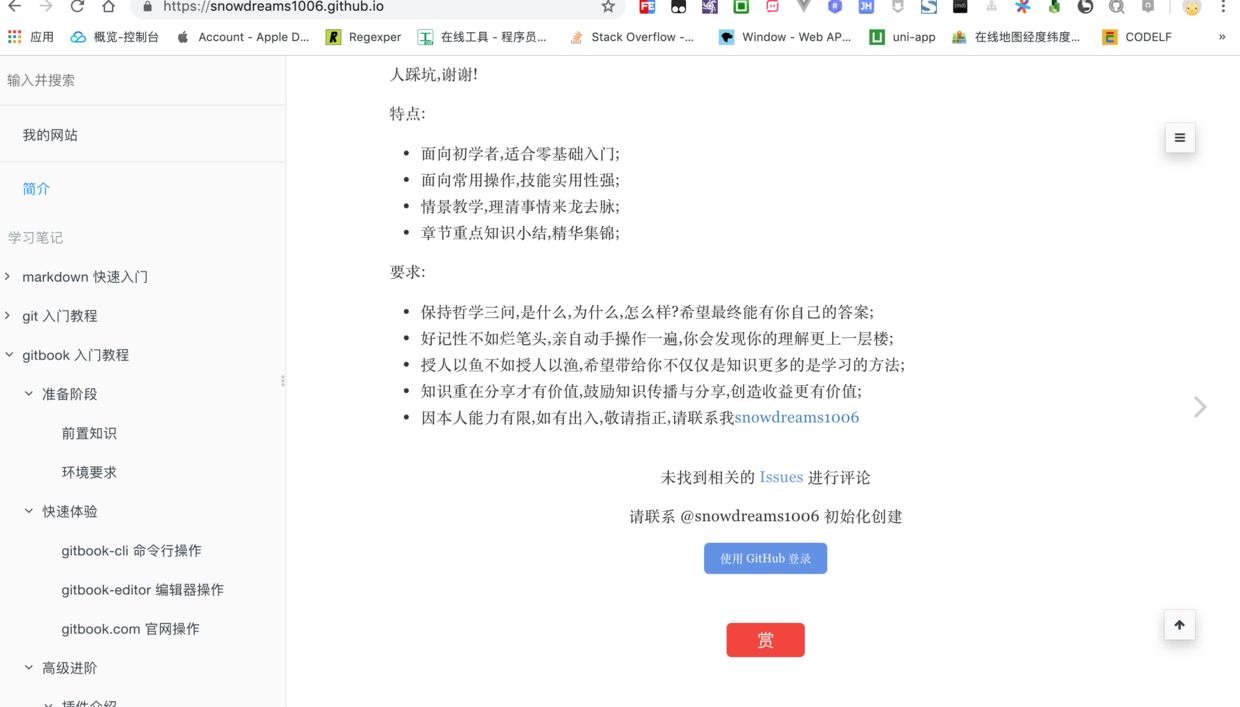 https://snowdreams1006.github.io
应用 概览-控制台 Account - Apple D... Regexper 在线工具 - 程序员... Stack Overflow -... Window - Web AP... uni-app 在线地图经度纬度... CODELF »
输入并搜索
我的网站
简介
学习笔记
markdown 快速入门
git 入门教程
gitbook 入门教程
准备阶段
前置知识
环境要求
快速体验
gitbook-cli 命令行操作
gitbook-editor 编辑器操作
gitbook.com 官网操作
高级进阶
插件介绍
人踩坑,谢谢!
特点:
面向初学者,适合零基础入门;
面向常用操作,技能实用性强;
情景教学,理清事情来龙去脉;
章节重点知识小结,精华集锦;
要求:
保持哲学三问,是什么,为什么,怎么样?希望最终能有你自己的答案;
好记性不如烂笔头,亲自动手操作一遍,你会发现你的理解更上一层楼;
授人以鱼不如授人以渔,希望带给你不仅仅是知识更多的是学习的方法;
知识重在分享才有价值,鼓励知识传播与分享,创造收益更有价值;
因本人能力有限,如有出入,敬请指正,请联系我snowdreams1006
未找到相关的 Issues 进行评论
请联系 @snowdreams1006 初始化创建
使用 GitHub 登录
赏